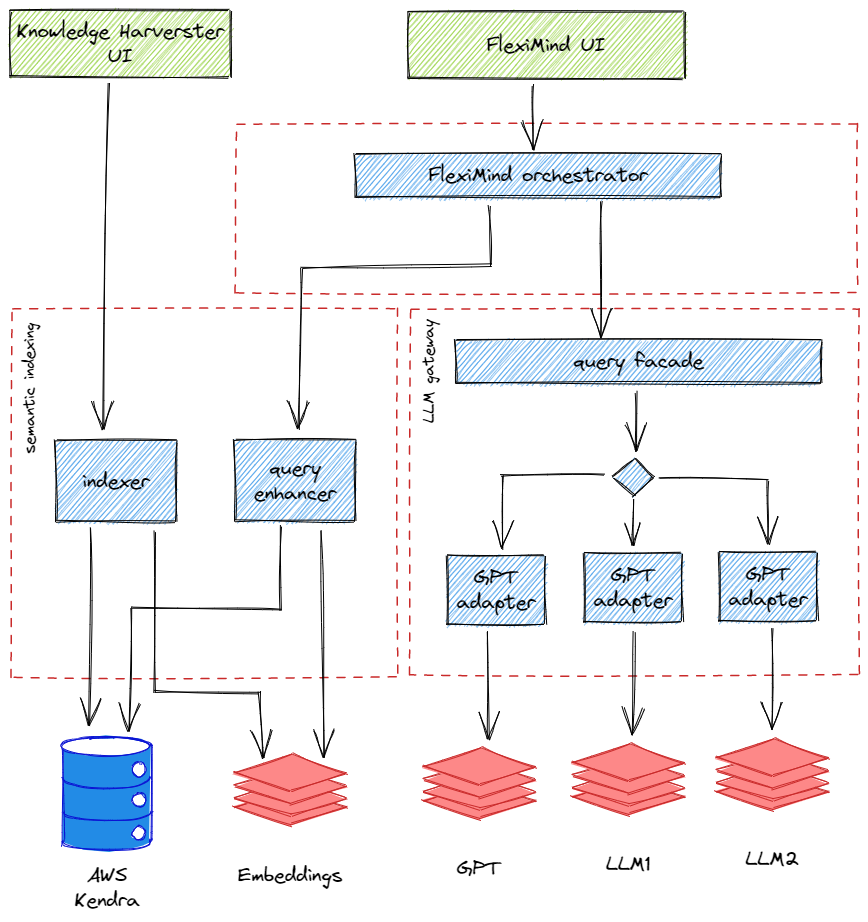 Knowledge Harverster
UI
FlexiMind UI
FlexiMind orchestrator
semantic indexing
LLM gateway
query facade
indexer
query
enhancer
GPT
adapter
GPT
adapter
GPT
adapter
AWS
Kendra
Embeddings
GPT
LLM1
LLM2